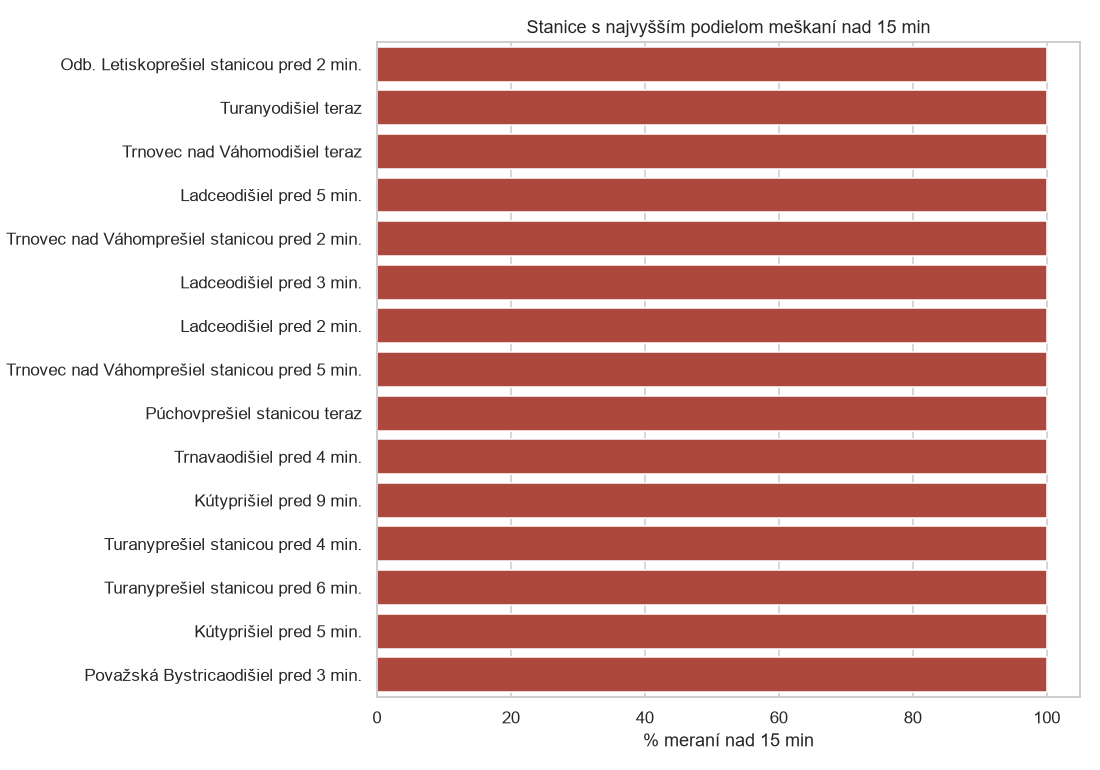 Stanice s najvyšším podielom meškaní nad 15 min
Odb. Letiskoprešiel stanicou pred 2 min.
Turanyodišiel teraz
Trnovec nad Váhomodišiel teraz
Ladceodišiel pred 5 min.
Trnovec nad Váhomprešiel stanicou pred 2 min.
Ladceodišiel pred 3 min.
Ladceodišiel pred 2 min.
Trnovec nad Váhomprešiel stanicou pred 5 min.
Púchovprešiel stanicou teraz
Trnavaodišiel pred 4 min.
Kútyprišiel pred 9 min.
Turanyprešiel stanicou pred 4 min.
Turanyprešiel stanicou pred 6 min.
Kútyprišiel pred 5 min.
Považská Bystricaodišiel pred 3 min.
0 20 40 60 80 100
% meraní nad 15 min